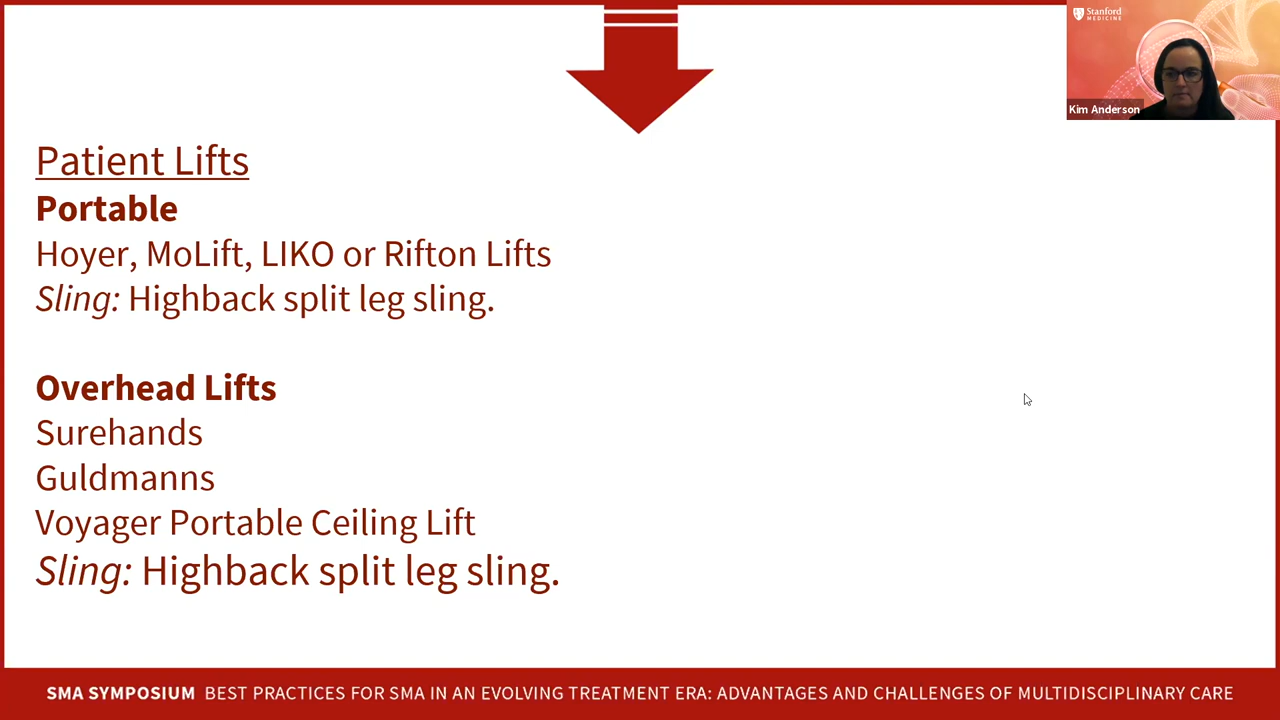 Stanford
MEDICINE
Kim Anderson
Patient Lifts
Portable
Hoyer, MoLift, LIKO or Rifton Lifts
Sling: Highback split leg sling.
Overhead Lifts
Surehands
Guldmanns
Voyager Portable Ceiling Lift
Sling: Highback split leg sling.
SMA SYMPOSIUM BEST PRACTICES FOR SMA IN AN EVOLVING TREATMENT ERA: ADVANTAGES AND CHALLENGES OF MULTIDISCIPLINARY CARE